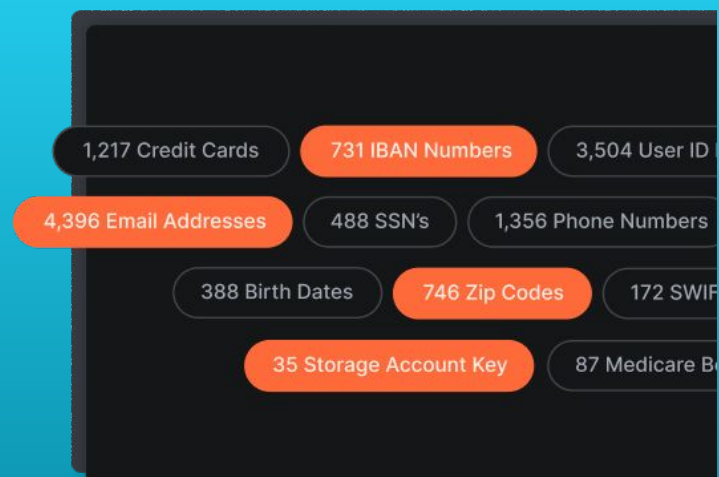 1,217 Credit Cards 731 IBAN Numbers 3,504 User ID
4,396 Email Addresses 488 SSN's 1,356 Phone Numbers
388 Birth Dates 746 Zip Codes 172 SWIF
35 Storage Account Key 87 Medicare